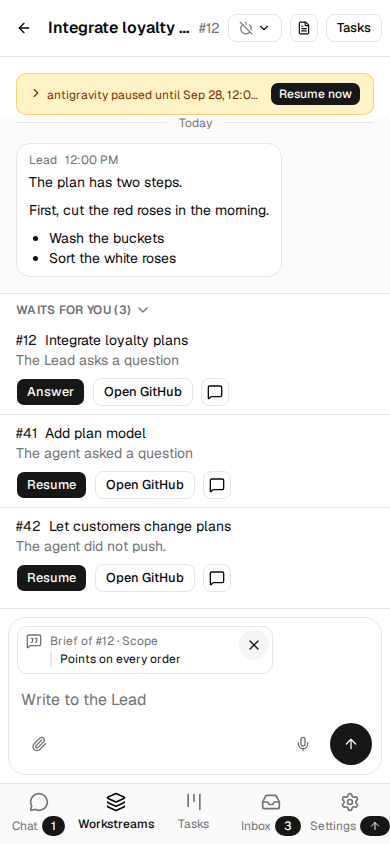 Integrate loyalty ... #12 Tasks
antigravity paused until Sep 28, 12:0... Resume now
Today
Lead 12:00 PM
The plan has two steps.
First, cut the red roses in the morning.
• Wash the buckets
• Sort the white roses
WAITS FOR YOU (3)
#12 Integrate loyalty plans
The Lead asks a question
Answer Open GitHub
#41 Add plan model
The agent asked a question
Resume Open GitHub
#42 Let customers change plans
The agent did not push.
Resume Open GitHub
Brief of #12 · Scope
Points on every order
Write to the Lead
Chat 1 Workstreams Tasks Inbox 3 Settings